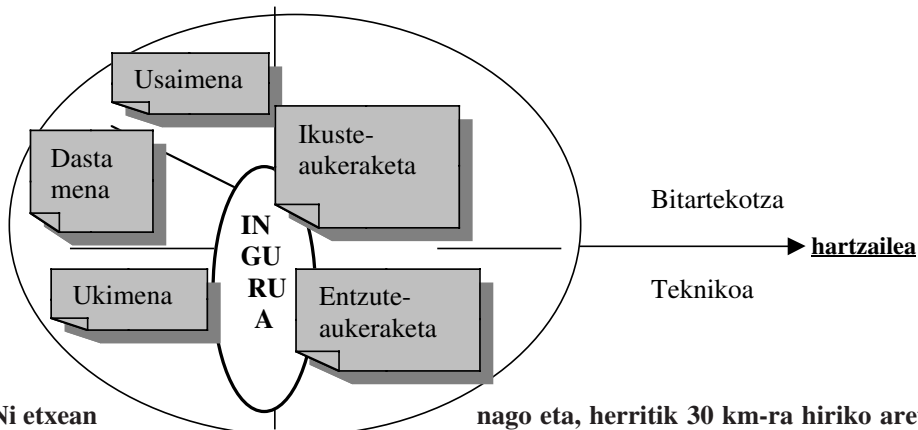 Usaimena
Ikuste-
aukeraketa
Dasta
mena
Bitartekotza
IN
GU
RU
A
hartzailea
Ukimena
Entzute-
aukeraketa
Teknikoa
Ni etxean nago eta, herritik 30 km-ra hiriko are